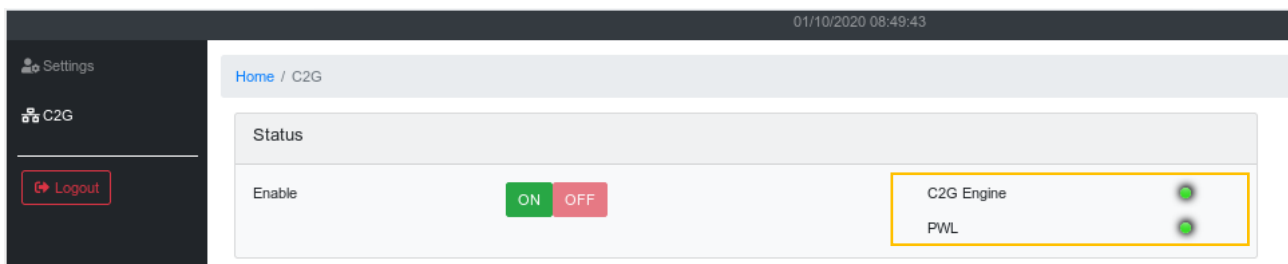 01/10/2020 08:49:43
Settings
C2G
Logout
Home / C2G
Status
Enable
ON OFF
C2G Engine
PWL